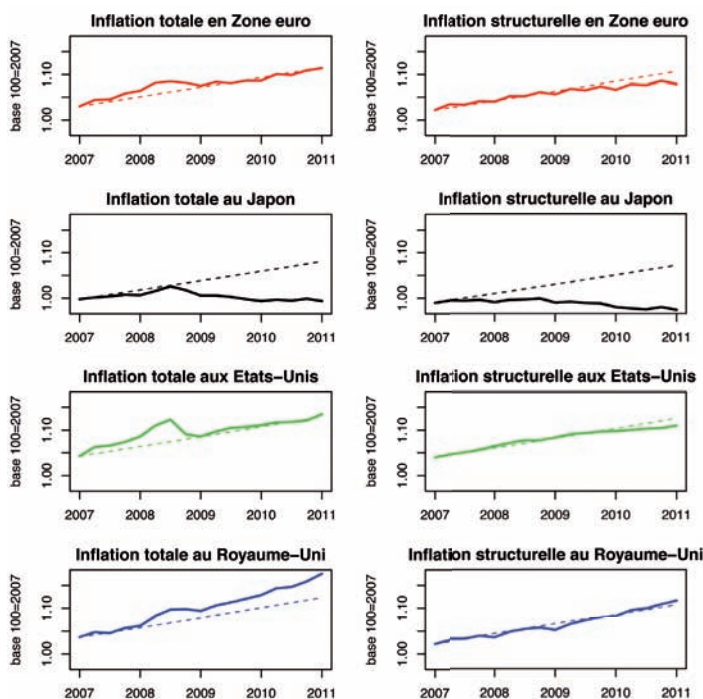 Inflation totale en Zone euro
base 100=2007
1.00 1.10
2007 2008 2009 2010 2011
Inflation structurelle en Zone euro
base 100=2007
1.00 1.10
2007 2008 2009 2010 2011
Inflation totale au Japon
base 100=2007
1.00 1.10
2007 2008 2009 2010 2011
Inflation structurelle au Japon
base 100=2007
1.00 1.10
2007 2008 2009 2010 2011
Inflation totale aux Etats−Unis
base 100=2007
1.00 1.10
2007 2008 2009 2010 2011
Inflation structurelle aux Etats−Unis
base 100=2007
1.00 1.10
2007 2008 2009 2010 2011
Inflation totale au Royaume−Uni
base 100=2007
1.00 1.10
2007 2008 2009 2010 2011
Inflation structurelle au Royaume−Uni
base 100=2007
1.00 1.10
2007 2008 2009 2010 2011